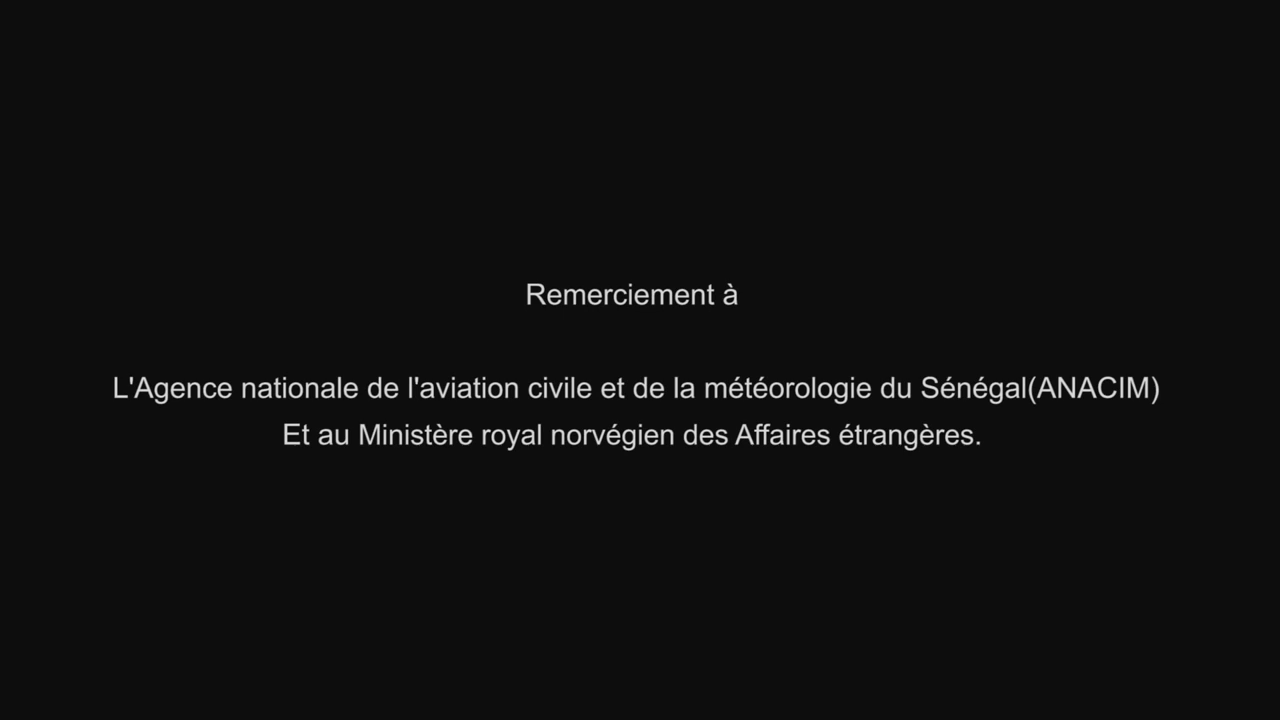 Remerciement à
L'Agence nationale de l'aviation civile et de la météorologie du Sénégal(ANACIM)
Et au Ministère royal norvégien des Affaires étrangères.